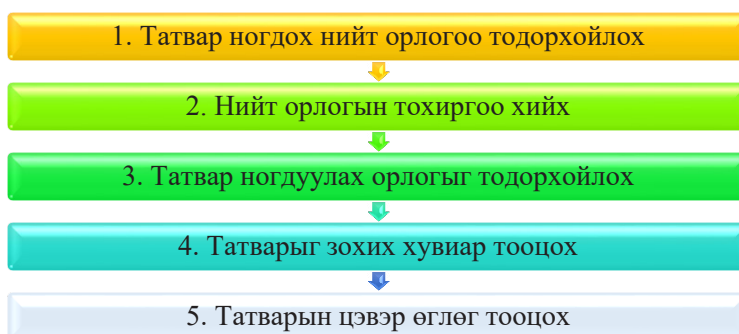 1. Татвар ногдох нийт орлогоо тодорхойлох
2. Нийт орлогын тохиргоо хийх
3. Татвар ногдуулах орлогыг тодорхойлох
4. Татварыг зохих хувиар тооцох
5. Татварын цэвэр өглөг тооцох